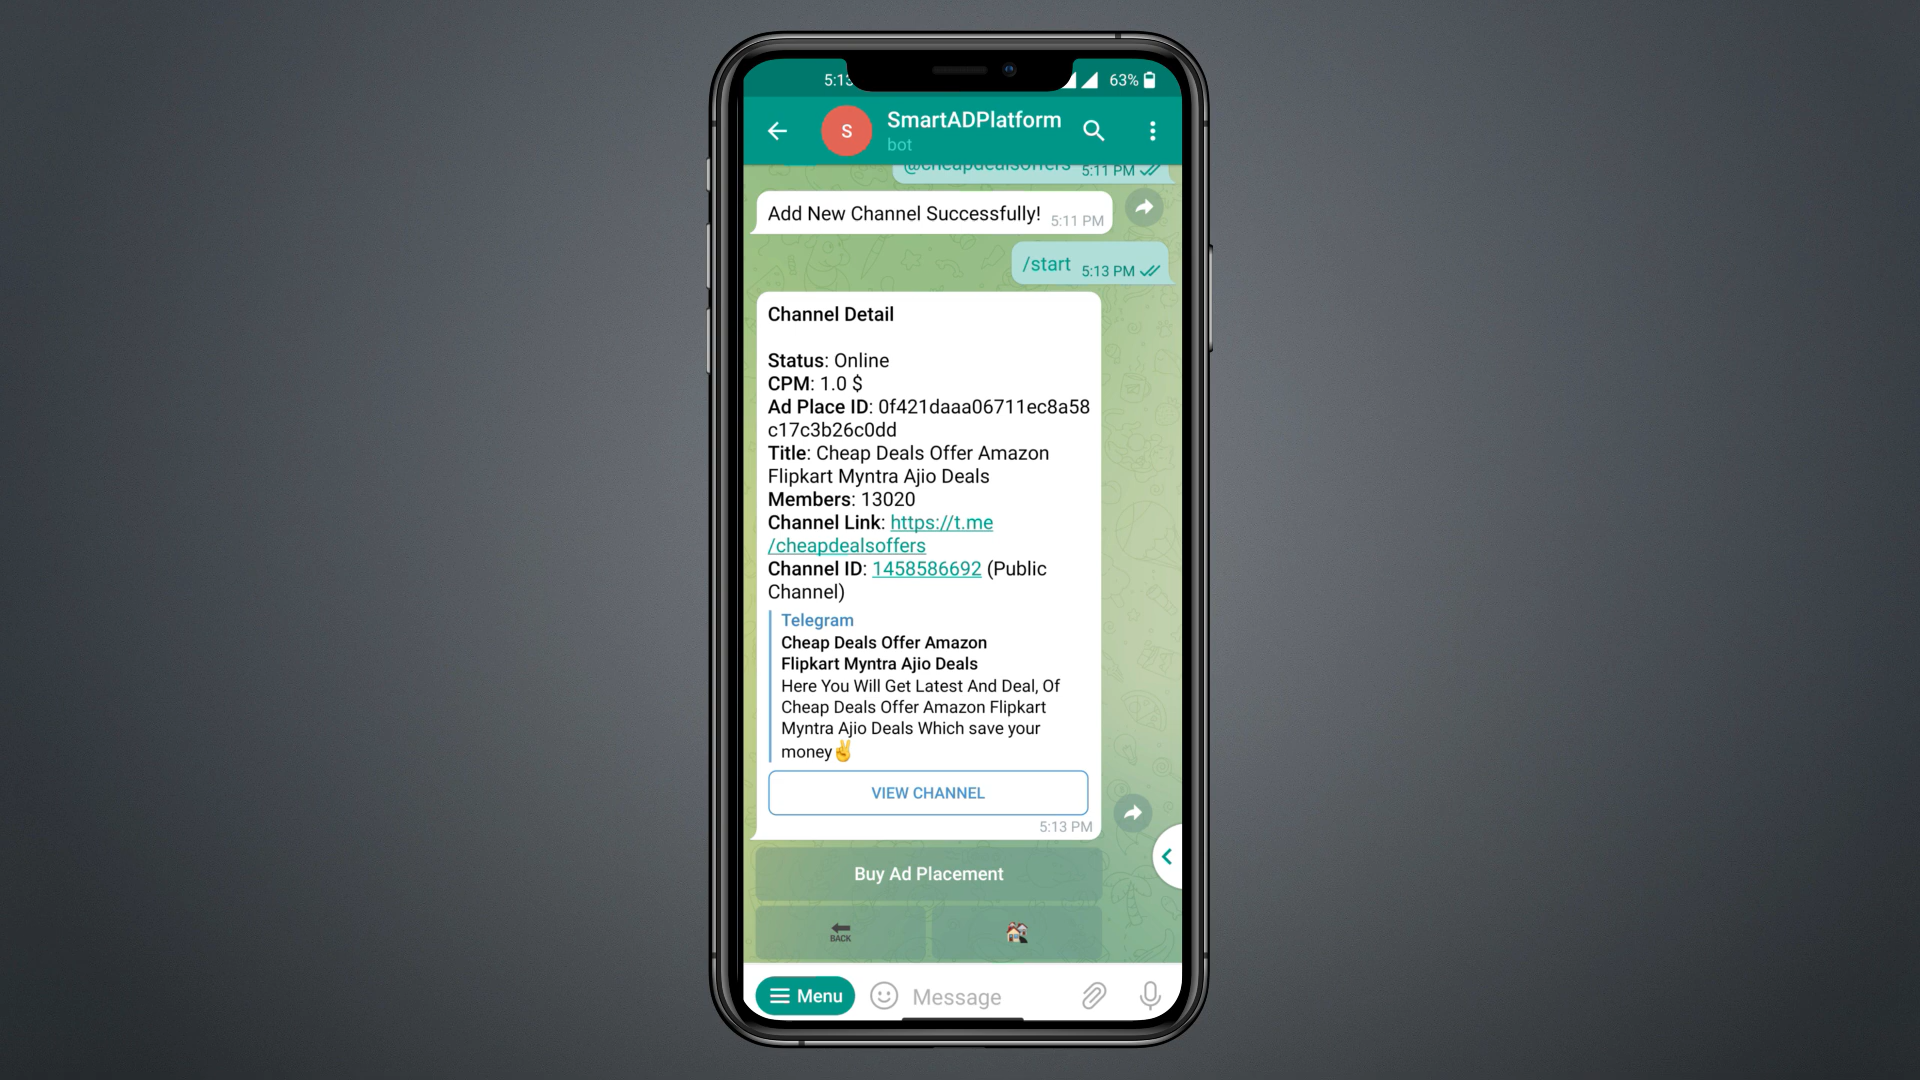 5:13
63%
S
SmartADPlatform
bot
@cheapdealsoffers 5:11 PM
Add New Channel Successfully! 5:11 PM
/start 5:13 PM
Channel Detail
Status: Online
CPM: 1.0 $
Ad Place ID: 0f421daaa06711ec8a58
c17c3b26c0dd
Title: Cheap Deals Offer Amazon
Flipkart Myntra Ajio Deals
Members: 13020
Channel Link: https://t.me
/cheapdealsoffers
Channel ID: 1458586692 (Public
Channel)
Telegram
Cheap Deals Offer Amazon
Flipkart Myntra Ajio Deals
Here You Will Get Latest And Deal, Of
Cheap Deals Offer Amazon Flipkart
Myntra Ajio Deals Which save your
money✌️
VIEW CHANNEL
5:13 PM
Buy Ad Placement
BACK
Menu
Message